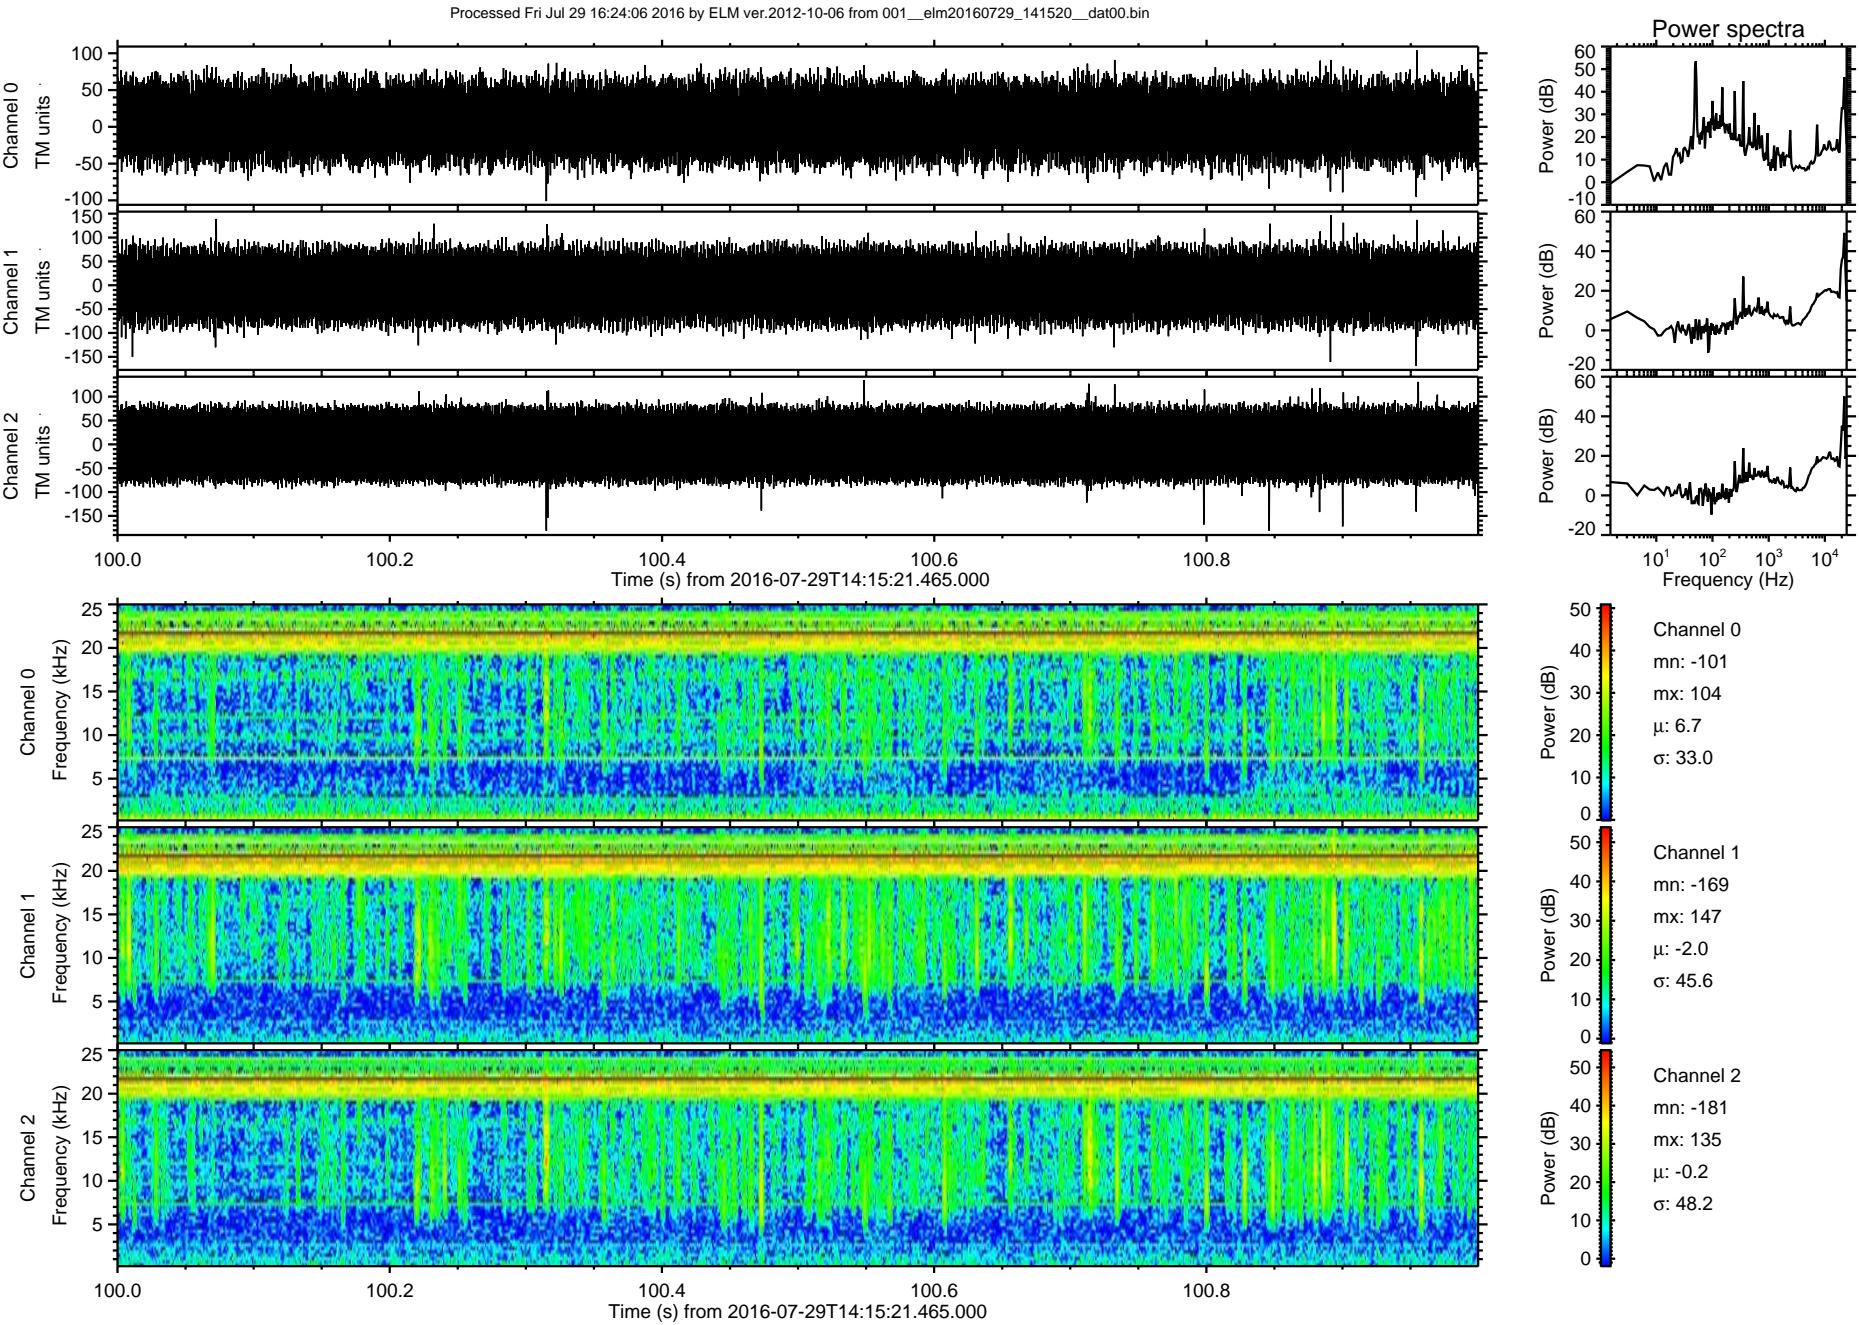 Processed Fri Jul 29 16:24:06 2016 by ELM ver.2012-10-06 from 001__elm20160729_141520__dat00.bin
Power spectra
Channel 0
TM units
100
50
0
-50
-100
Power (dB)
60
50
40
30
20
10
0
-10
Channel 1
TM units
150
100
50
0
-50
-100
-150
Power (dB)
60
40
20
0
-20
Channel 2
TM units
100
50
0
-50
-100
-150
Power (dB)
60
40
20
0
-20
100.0 100.2 100.4 100.6 100.8
Time (s) from 2016-07-29T14:15:21.465.000
10¹ 10² 10³ 10⁴
Frequency (Hz)
Channel 0
Frequency (kHz)
25
20
15
10
5
Power (dB)
50
40
30
20
10
0
Channel 0
mn: -101
mx: 104
μ: 6.7
σ: 33.0
Channel 1
Frequency (kHz)
25
20
15
10
5
Power (dB)
50
40
30
20
10
0
Channel 1
mn: -169
mx: 147
μ: -2.0
σ: 45.6
Channel 2
Frequency (kHz)
25
20
15
10
5
Power (dB)
50
40
30
20
10
0
Channel 2
mn: -181
mx: 135
μ: -0.2
σ: 48.2
100.0 100.2 100.4 100.6 100.8
Time (s) from 2016-07-29T14:15:21.465.000